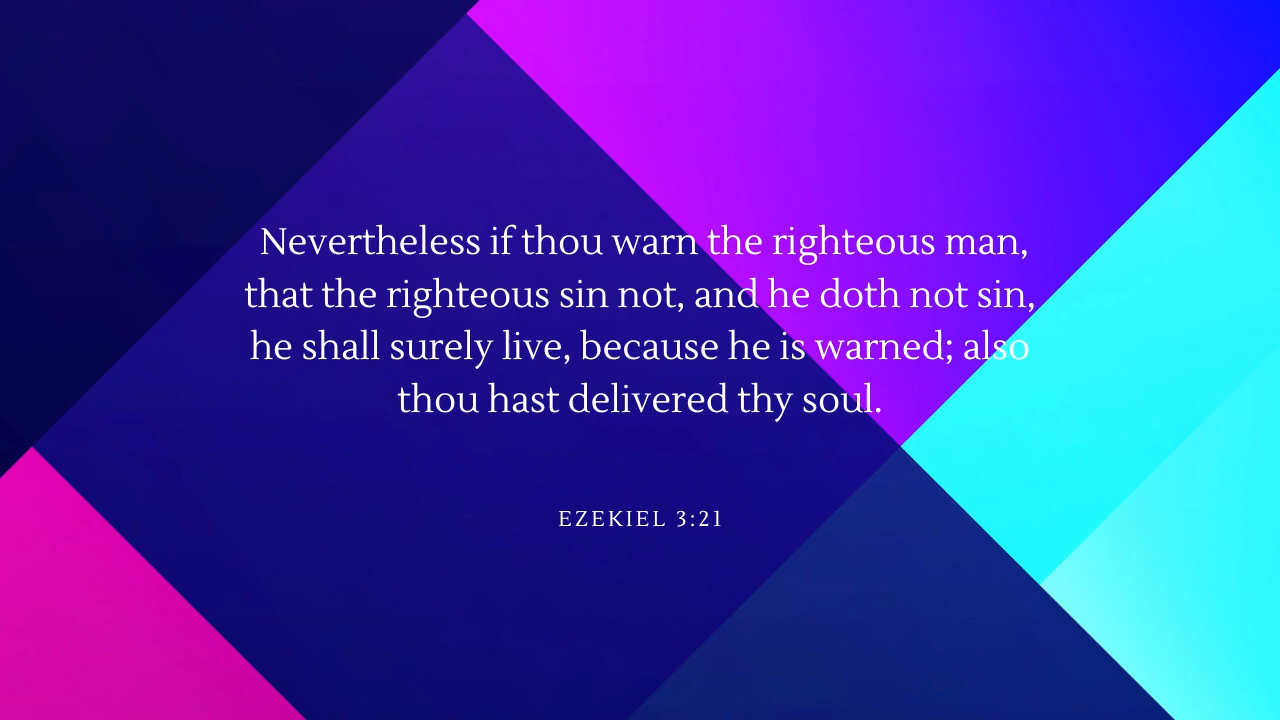 Nevertheless if thou warn the righteous man,
that the righteous sin not, and he doth not sin,
he shall surely live, because he is warned; also
thou hast delivered thy soul.
EZEKIEL 3:21